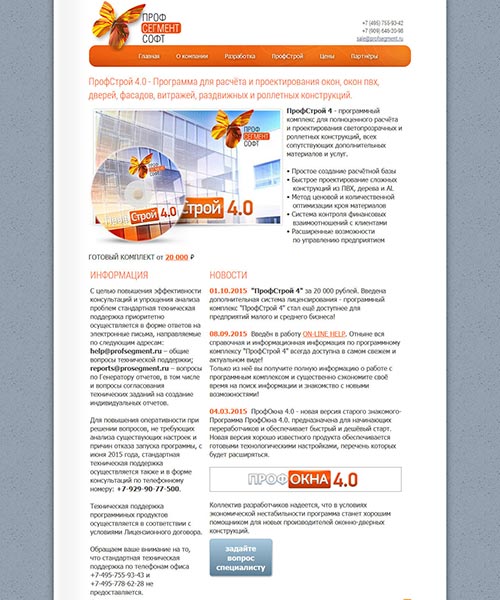 ПРОФ
СЕГМЕНТ
СОФТ
+7 (495) 755-93-42
+7 (909) 646-20-98
sale@profsegment.ru
Главная О компании Разработка ПрофСтрой Цены Партнёры
ПрофСтрой 4.0 - Программа для расчёта и проектирования окон, окон пвх,
дверей, фасадов, витражей, раздвижных и роллетных конструкций.
ПРОФ
СЕГМЕНТ
СОФТ
Строй 4.0
строй 4.0
ПрофСтрой 4 - программный
комплекс для полноценного расчёта
и проектирования светопрозрачных и
роллетных конструкций, всех
сопутствующих дополнительных
материалов и услуг.
• Простое создание расчётной базы
• Быстрое проектирование сложных
конструкций из ПВХ, дерева и AL
• Метод ценовой и количественной
оптимизации кроя материалов
• Система контроля финансовых
взаимоотношений с клиентами
• Расширенные возможности
по управлению предприятием
ГОТОВЫЙ КОМПЛЕКТ от 20 000 ₽
ИНФОРМАЦИЯ
С целью повышения эффективности
консультаций и упрощения анализа
проблем стандартная техническая
поддержка приоритетно
осуществляется в форме ответов на
электронные письма, направляемые
по следующим адресам:
help@profsegment.ru – общие
вопросы технической поддержки;
reports@prosegment.ru – вопросы
по Генератору отчетов, в том числе
и вопросы согласования
технических заданий на создание
индивидуальных отчетов.
Для повышения оперативности при
решении вопросов, не требующих
анализа существующих настроек и
причин отказа запуска программы, с
июня 2015 года, стандартная
техническая поддержка
осуществляется также и в форме
консультаций по телефонному
номеру: +7-929-90-77-500.
Техническая поддержка
программных продуктов
осуществляется в соответствии с
условиями Лицензионного договора.
Обращаем ваше внимание на то,
что стандартная техническая
поддержка по телефонам офиса
+7-495-755-93-43 и
+7-495-778-62-28 не
предоставляется.
НОВОСТИ
01.10.2015 "ПрофСтрой 4" за 20 000 рублей. Введена
дополнительная система лицензирования - программный
комплекс "ПрофСтрой 4" стал ещё доступнее для
предприятий малого и среднего бизнеса!
08.09.2015 Введён в работу ON-LINE HELP. Отныне вся
справочная и информационная информация по программному
комплексу "ПрофСтрой 4" всегда доступна в самом свежем и
актуальном виде!
Только из неё вы получите полную информацию о работе с
программным комплексом и существенно сэкономите своё
время на поиск информации и знакомство с новыми
возможностями!
04.03.2015 ПрофОкна 4.0 - новая версия старого знакомого-
Программа ПрофОкна 4.0. предназначена для начинающих
переработчиков и обеспечивает быстрый и дешёвый старт.
Новая версия хорошо известного продукта обеспечивается
готовыми технологическими настройками, перечень которых
будет расширяться.
ПРОФОКНА 4.0
Коллектив разработчиков надеется, что в условиях
экономической нестабильности программа станет хорошим
помощником для новых производителей оконно-дверных
конструкций.
задайте
вопрос
специалисту